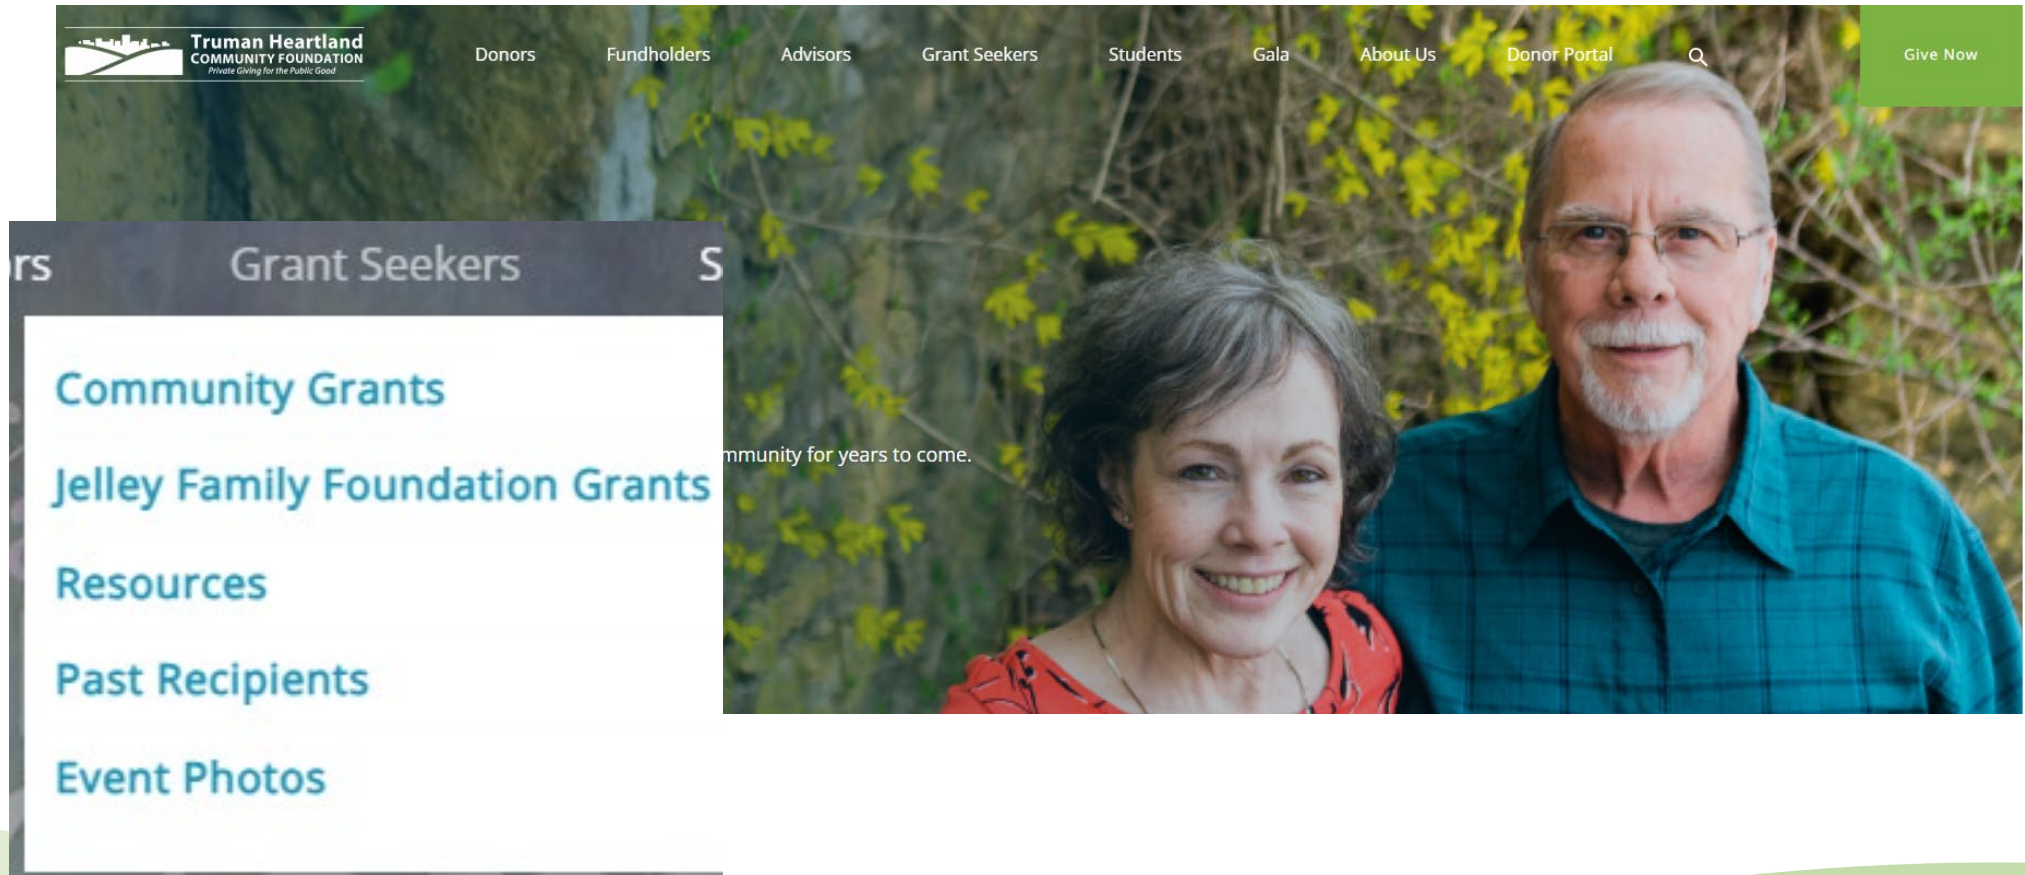 Truman Heartland
COMMUNITY FOUNDATION
Private Giving for the Public Good
Donors
Fundholders
Advisors
Grant Seekers
Students
Gala
About Us
Donor Portal
Give Now
rs
Grant Seekers
S
Community Grants
Jelley Family Foundation Grants
Resources
Past Recipients
Event Photos
mmunity for years to come.